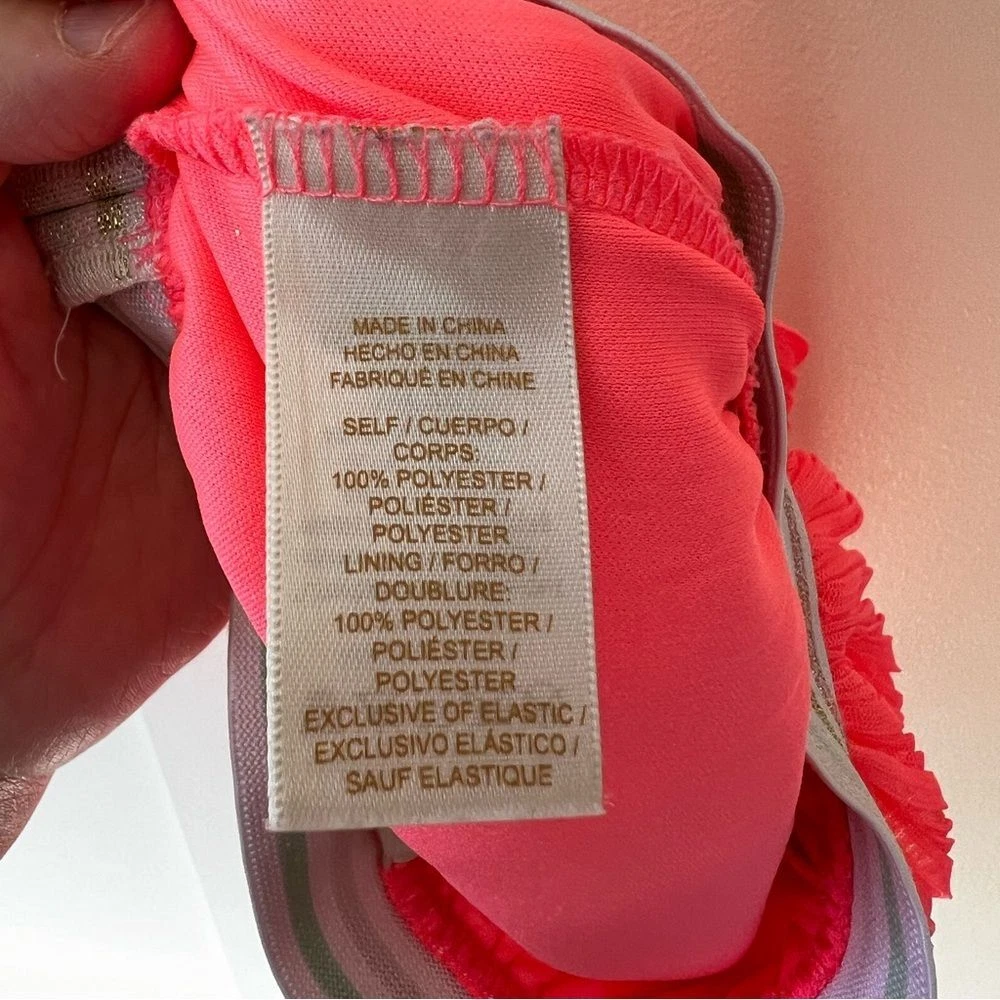 MADE IN CHINA
HECHO EN CHINA
FABRIQUÉ EN CHINE
SELF / CUERPO /
CORPS:
100% POLYESTER /
POLIÉSTER /
POLYESTER
LINING / FORRO /
DOUBLURE:
100% POLYESTER /
POLIÉSTER /
POLYESTER
EXCLUSIVE OF ELASTIC /
EXCLUSIVO ELÁSTICO /
SAUF ELASTIQUE